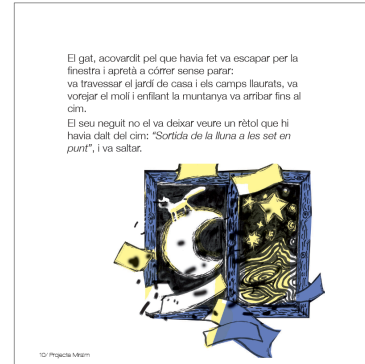 El gat, acovardit pel que havia fet va escapar per la
finestra i apretà a córrer sense parar:
va travessar el jardí de casa i els camps llaurats, va
vorejar el molí i enfilant la muntanya va arribar fins al
cim.
El seu neguit no el va deixar veure un rètol que hi
havia dalt del cim: "Sortida de la lluna a les set en
punt", i va saltar.
10/ Projecte Miralm